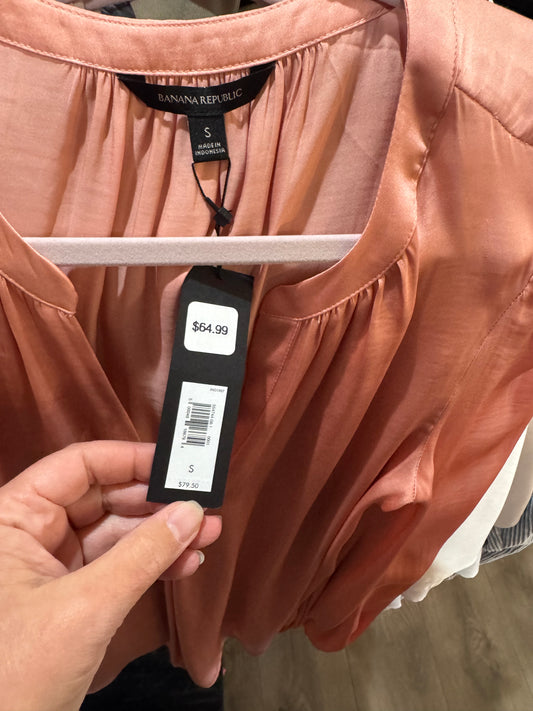 BANANA REPUBLIC
S
MADE IN
INDONESIA
$64.99
S
$79.50